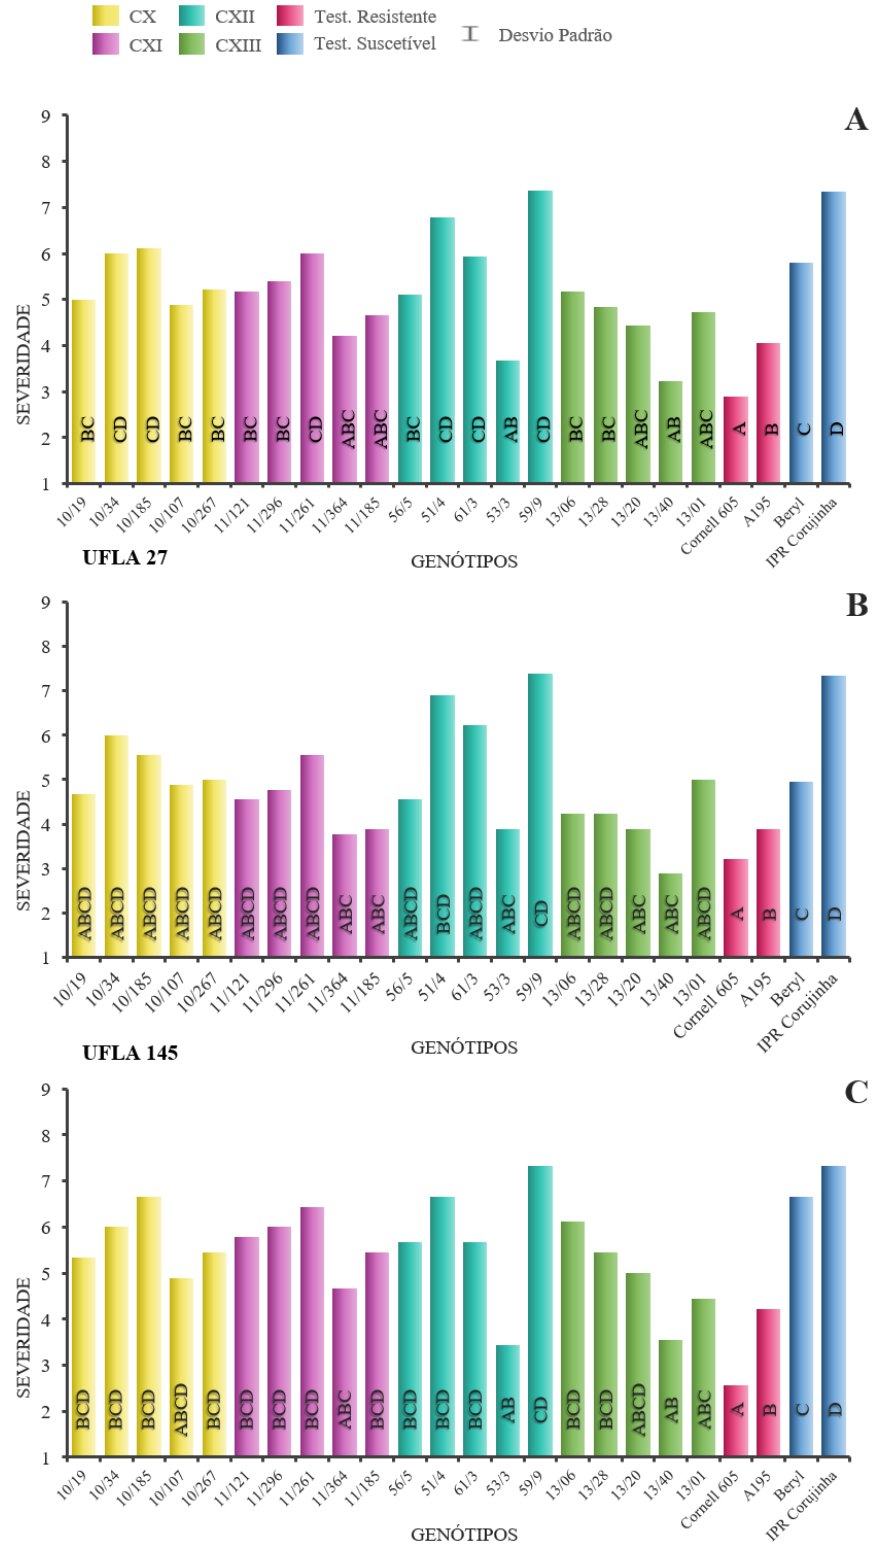 CX CXII Test. Resistente
CXI CXIII Test. Suscetível Desvio Padrão
A
9
8
7
6
5
4
3
2
1
SEVERIDADE
BC CD CD BC BC BC BC CD ABC ABC BC CD CD AB CD BC BC ABC AB ABC A B C D
10/19 10/34 10/185 10/107 10/267 11/121 11/296 11/261 11/364 11/185 56/5 51/4 61/3 53/3 59/9 13/06 13/28 13/20 13/40 13/01 Cornell 605 A195 Beryl IPR Corujinha
UFLA 27
GENÓTIPOS
B
9
8
7
6
5
4
3
2
1
SEVERIDADE
ABCD ABCD ABCD ABCD ABCD ABCD ABCD ABCD ABC ABC ABCD BCD ABCD ABC CD ABCD ABCD ABC ABC ABCD A B C D
10/19 10/34 10/185 10/107 10/267 11/121 11/296 11/261 11/364 11/185 56/5 51/4 61/3 53/3 59/9 13/06 13/28 13/20 13/40 13/01 Cornell 605 A195 Beryl IPR Corujinha
UFLA 145
GENÓTIPOS
C
9
8
7
6
5
4
3
2
1
SEVERIDADE
BCD BCD BCD ABCD BCD BCD BCD BCD ABC BCD BCD BCD BCD AB CD BCD BCD ABCD AB ABC A B C D
10/19 10/34 10/185 10/107 10/267 11/121 11/296 11/261 11/364 11/185 56/5 51/4 61/3 53/3 59/9 13/06 13/28 13/20 13/40 13/01 Cornell 605 A195 Beryl IPR Corujinha
GENÓTIPOS